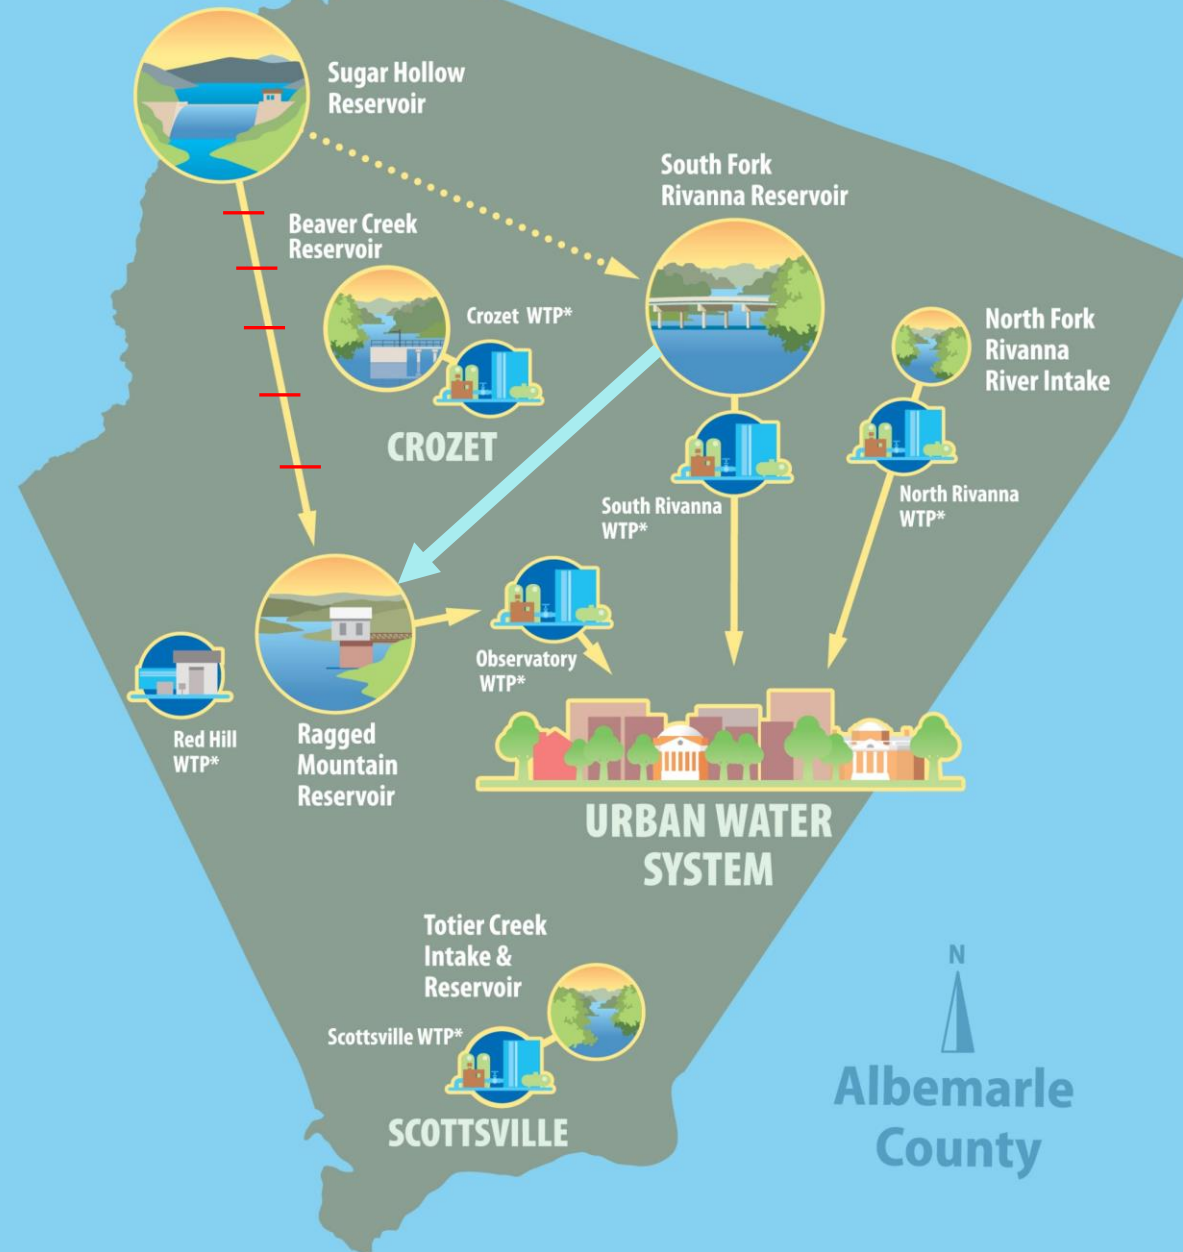 Sugar Hollow
Reservoir
South Fork
Rivanna Reservoir
Beaver Creek
Reservoir
Crozet WTP*
CROZET
North Fork
Rivanna
River Intake
South Rivanna
WTP*
North Rivanna
WTP*
Observatory
WTP*
Red Hill
WTP*
Ragged
Mountain
Reservoir
URBAN WATER
SYSTEM
Totier Creek
Intake &
Reservoir
Scottsville WTP*
SCOTTSVILLE
N
Albemarle
County